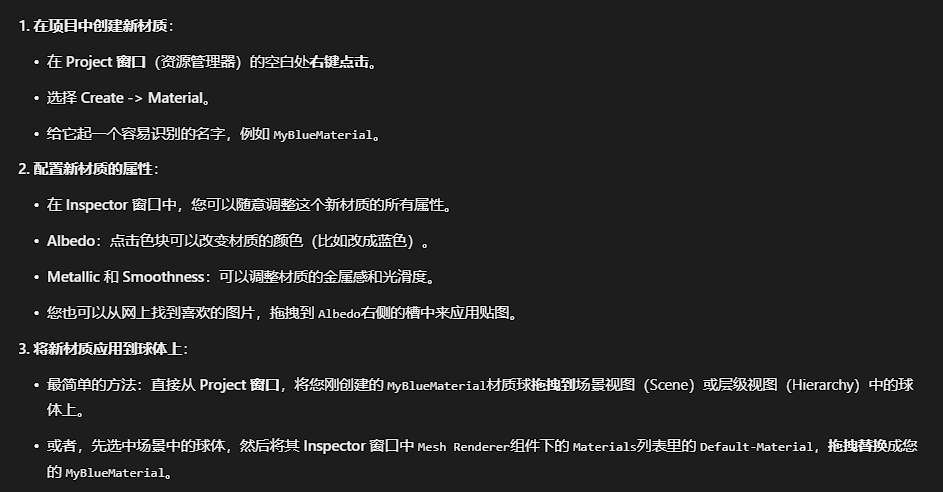 1. 在项目中创建新材质：
• 在 Project 窗口（资源管理器）的空白处右键点击。
• 选择 Create -> Material。
• 给它起一个容易识别的名字，例如 MyBlueMaterial。
2. 配置新材质的属性：
• 在 Inspector 窗口中，您可以随意调整这个新材质的所有属性。
• Albedo：点击色块可以改变材质的颜色（比如改成蓝色）。
• Metallic 和 Smoothness：可以调整材质的金属感和光滑度。
• 您也可以从网上找到喜欢的图片，拖拽到 Albedo右侧的槽中来应用贴图。
3. 将新材质应用到球体上：
• 最简单的方法：直接从 Project 窗口，将您刚创建的 MyBlueMaterial材质球拖拽到场景视图（Scene）或层级视图（Hierarchy）中的球
体上。
• 或者，先选中场景中的球体，然后将其 Inspector 窗口中 Mesh Renderer组件下的 Materials列表里的 Default-Material，拖拽替换成您
的 MyBlueMaterial。